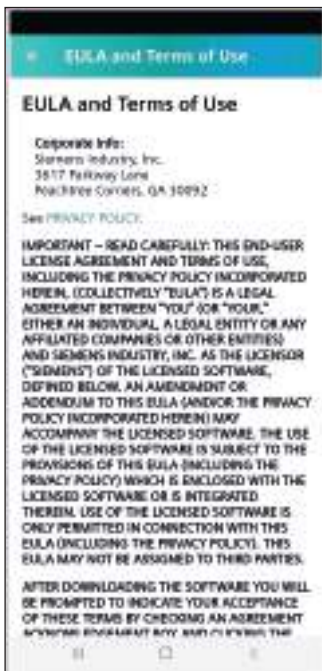 EULA and Terms of Use
EULA and Terms of Use
Corporate Info:
Siemens Industry, Inc.
3617 Parkway Lane
Peachtree Corners, GA 30092
See PRIVACY POLICY.
IMPORTANT – READ CAREFULLY: THIS END-USER
LICENSE AGREEMENT AND TERMS OF USE,
INCLUDING THE PRIVACY POLICY INCORPORATED
HEREIN, (COLLECTIVELY "EULA") IS A LEGAL
AGREEMENT BETWEEN "YOU" (OR "YOUR,"
EITHER AN INDIVIDUAL, A LEGAL ENTITY OR ANY
AFFILIATED COMPANIES OR OTHER ENTITIES)
AND SIEMENS INDUSTRY, INC. AS THE LICENSOR
("SIEMENS") OF THE LICENSED SOFTWARE,
DEFINED BELOW. AN AMENDMENT OR
ADDENDUM TO THIS EULA (AND/OR THE PRIVACY
POLICY INCORPORATED HEREIN) MAY
ACCOMPANY THE LICENSED SOFTWARE. THE USE
OF THE LICENSED SOFTWARE IS SUBJECT TO THE
PROVISIONS OF THIS EULA (INCLUDING THE
PRIVACY POLICY) WHICH IS ENCLOSED WITH THE
LICENSED SOFTWARE OR IS INTEGRATED
THEREIN. USE OF THE LICENSED SOFTWARE IS
ONLY PERMITTED IN CONNECTION WITH THIS
EULA (INCLUDING THE PRIVACY POLICY). THIS
EULA MAY NOT BE ASSIGNED TO THIRD PARTIES.
AFTER DOWNLOADING THE SOFTWARE YOU WILL
BE PROMPTED TO INDICATE YOUR ACCEPTANCE
OF THESE TERMS BY CHECKING AN AGREEMENT
ACKNOWLEDGEMENT BOX AND CLICKING THE